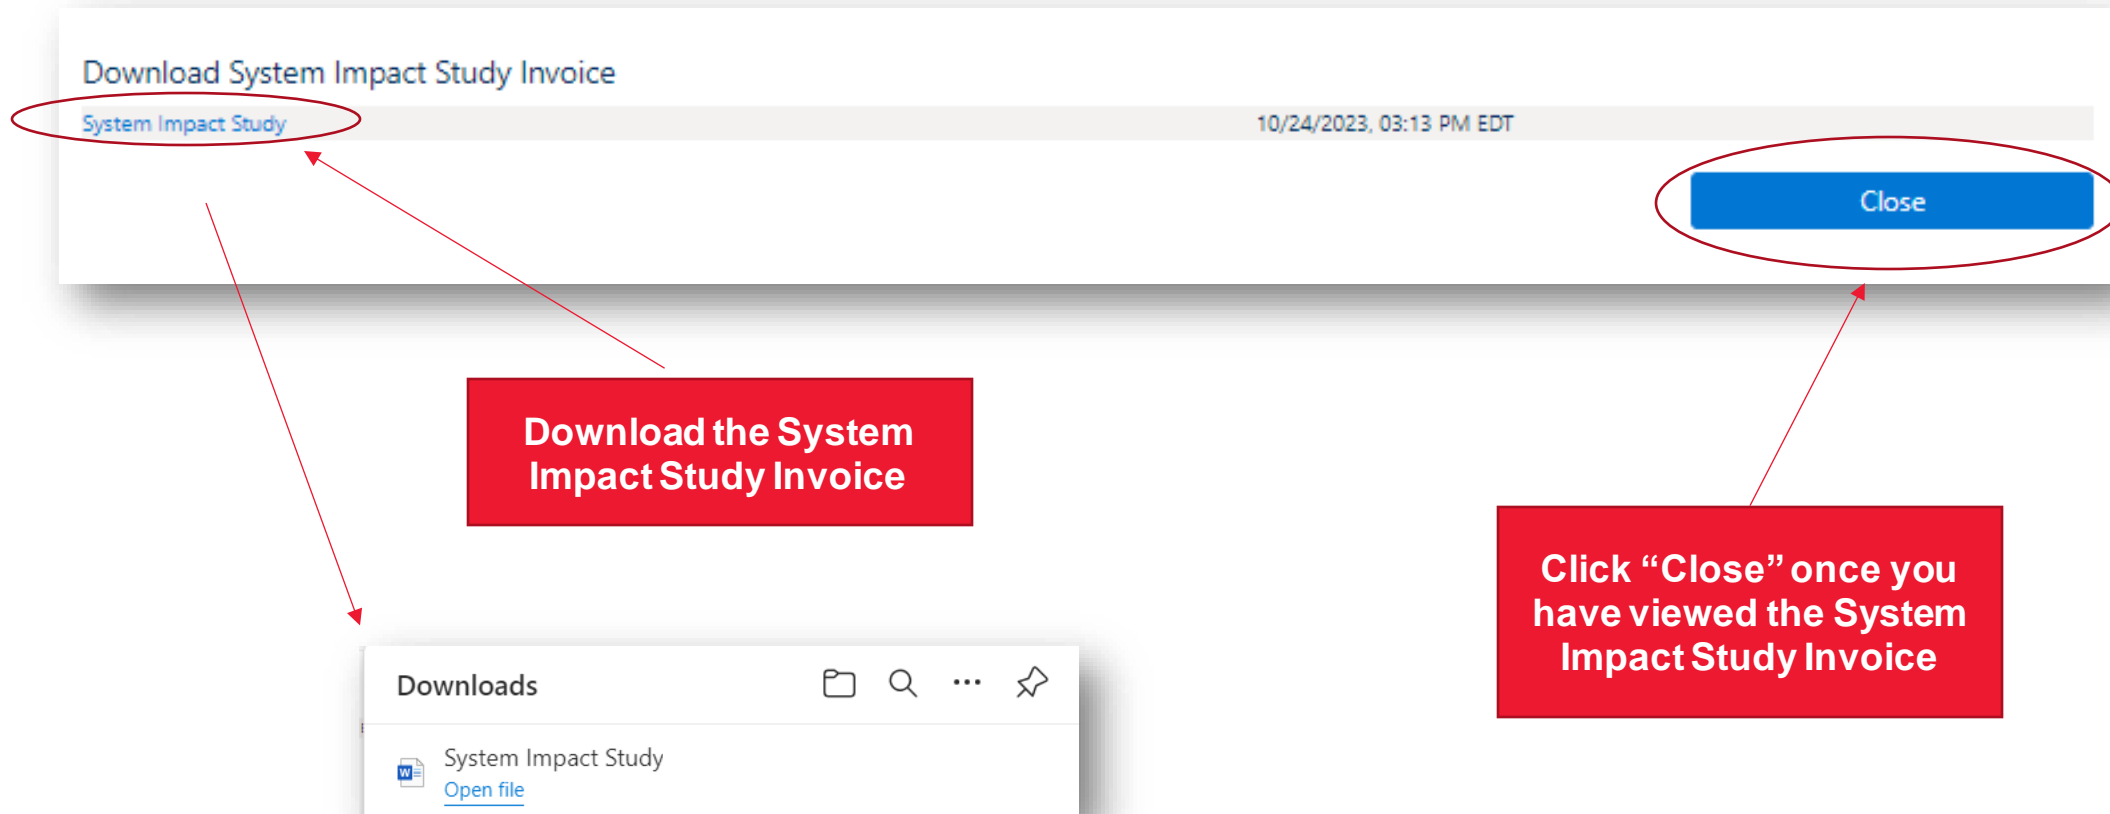 Download System Impact Study Invoice
System Impact Study
10/24/2023, 03:13 PM EDT
Close
Download the System
Impact Study Invoice
Click “Close” once you
have viewed the System
Impact Study Invoice
Downloads
System Impact Study
Open file